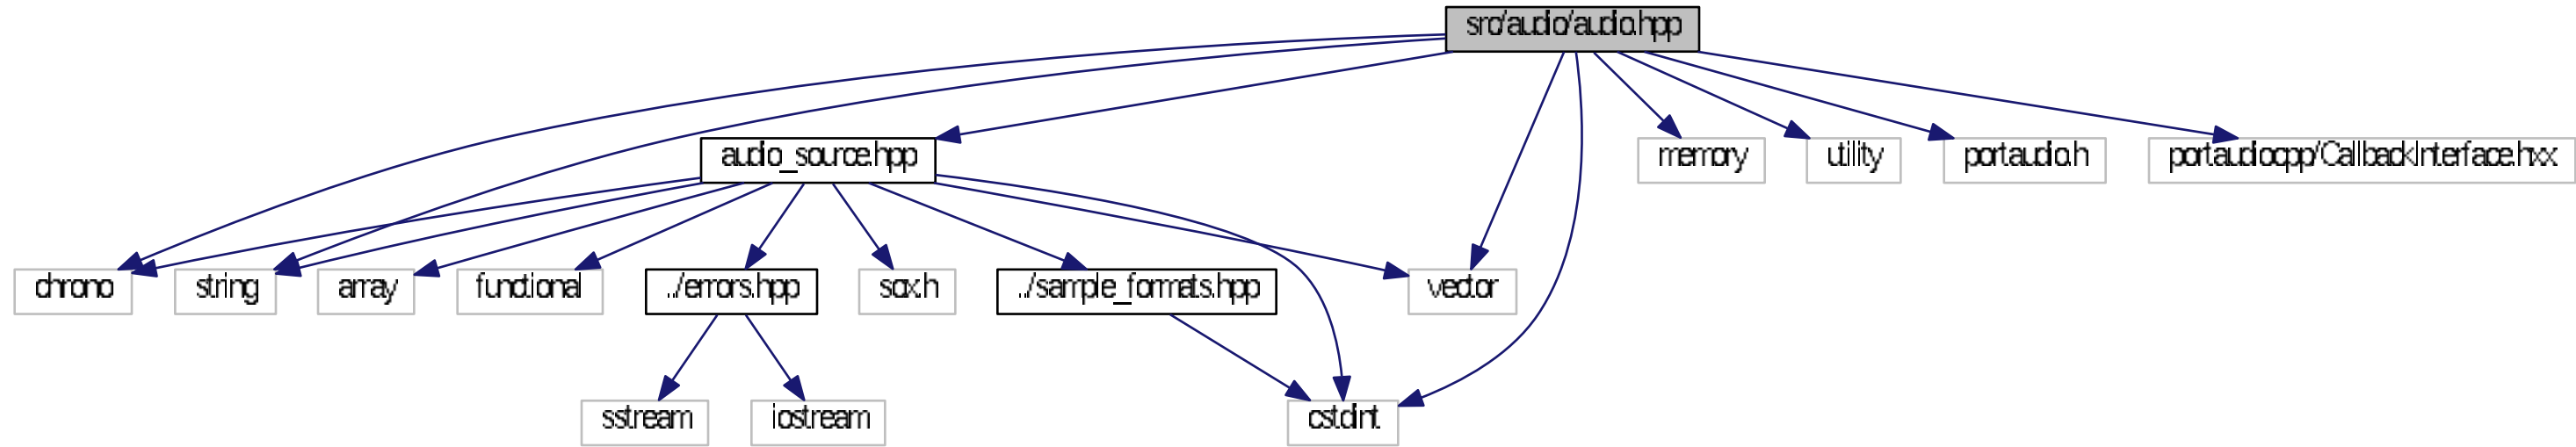 src/audio/audio.hpp
audio_source.hpp
memory
utility
portaudio.h
portaudiocpp/CallbackInterface.hxx
chrono
string
array
functional
../errors.hpp
sox.h
../sample_formats.hpp
vector
sstream
iostream
cstdint